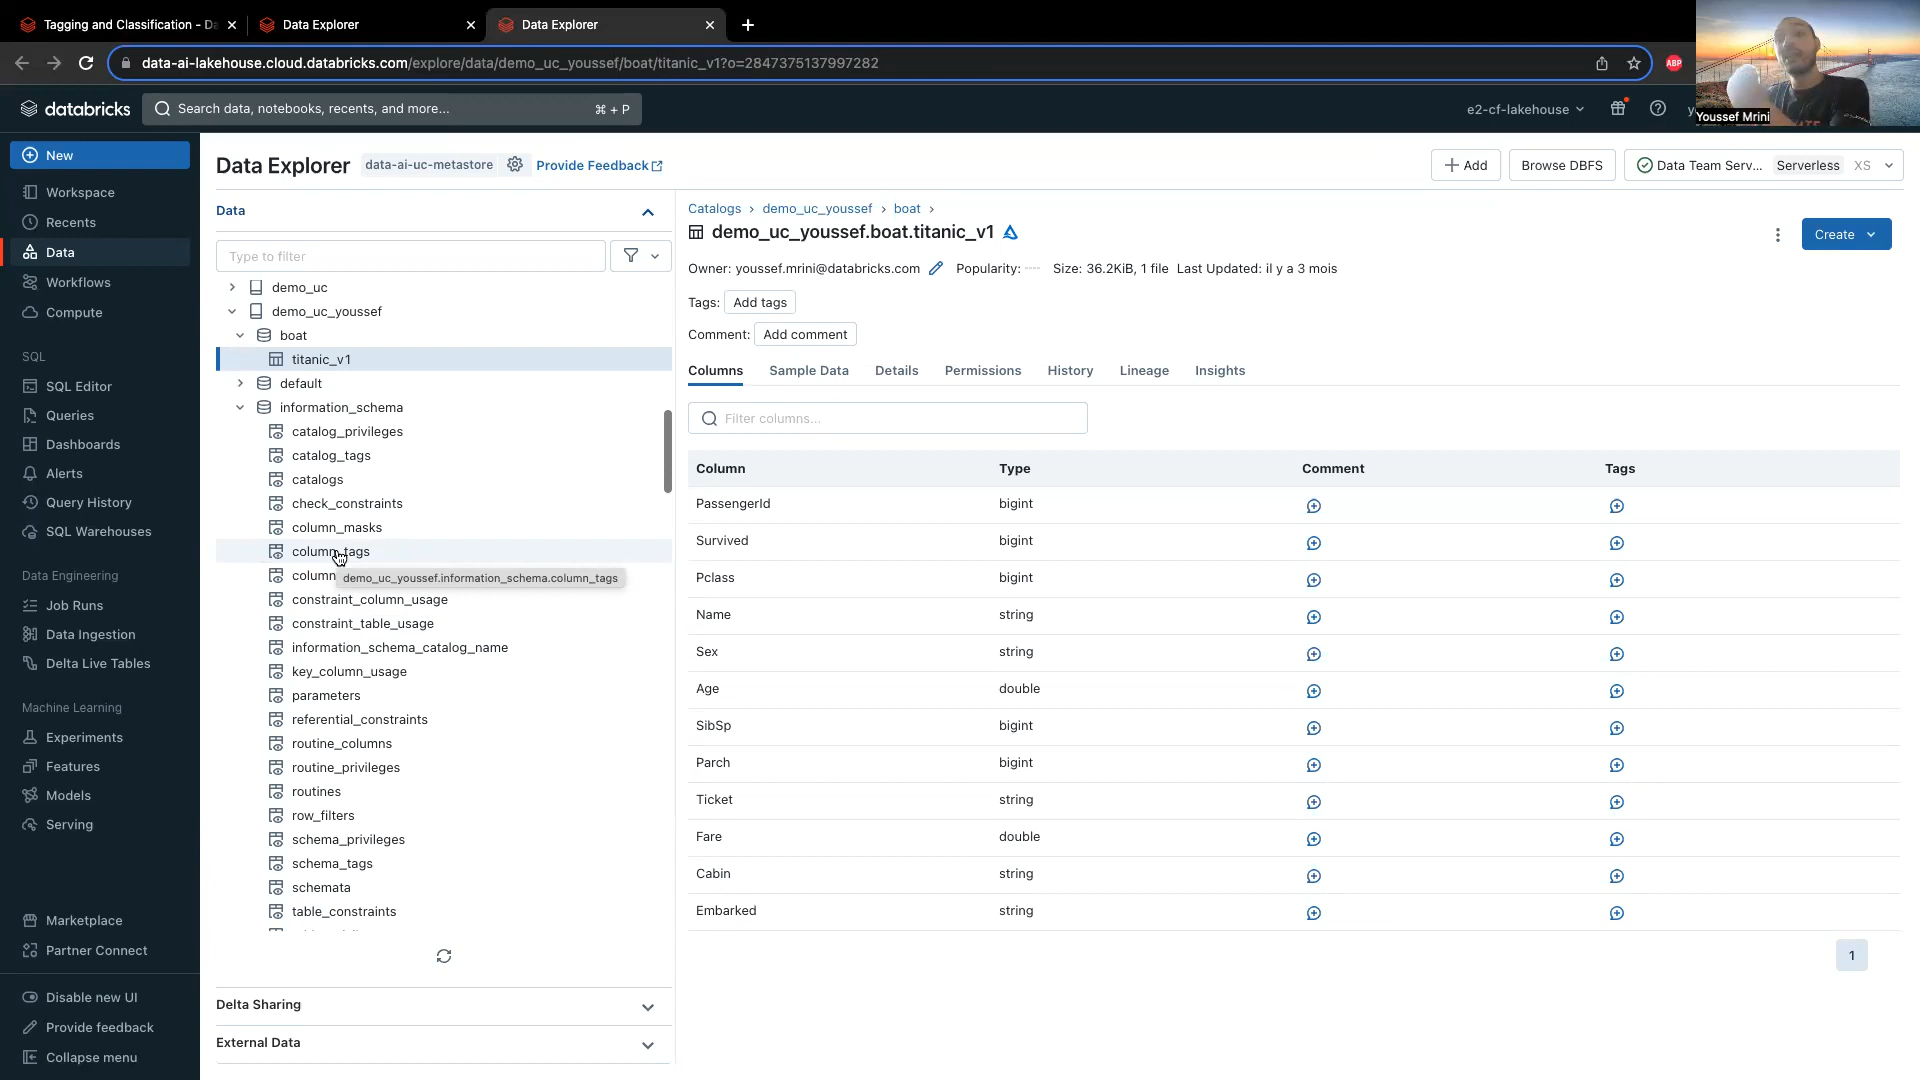 Tagging and Classification - Da
Data Explorer
Data Explorer
data-ai-lakehouse.cloud.databricks.com/explore/data/demo_uc_youssef/boat/titanic_v1?o=2847375137997282
ABP
databricks
Search data, notebooks, recents, and more...
⌘ + P
e2-cf-lakehouse
Youssef Mrini
New
Workspace
Recents
Data
Workflows
Compute
SQL
SQL Editor
Queries
Dashboards
Alerts
Query History
SQL Warehouses
Data Engineering
Job Runs
Data Ingestion
Delta Live Tables
Machine Learning
Experiments
Features
Models
Serving
Marketplace
Partner Connect
Disable new UI
Provide feedback
Collapse menu
Data Explorer data-ai-uc-metastore Provide Feedback
+ Add
Browse DBFS
Data Team Serv... Serverless XS
Data
Type to filter
demo_uc
demo_uc_youssef
boat
titanic_v1
default
information_schema
catalog_privileges
catalog_tags
catalogs
check_constraints
column_masks
column_tags
column
demo_uc_youssef.information_schema.column_tags
constraint_column_usage
constraint_table_usage
information_schema_catalog_name
key_column_usage
parameters
referential_constraints
routine_columns
routine_privileges
routines
row_filters
schema_privileges
schema_tags
schemata
table_constraints
Delta Sharing
External Data
Catalogs › demo_uc_youssef › boat ›
demo_uc_youssef.boat.titanic_v1
Create
Owner: youssef.mrini@databricks.com Popularity: Size: 36.2KiB, 1 file Last Updated: il y a 3 mois
Tags: Add tags
Comment: Add comment
Columns Sample Data Details Permissions History Lineage Insights
Filter columns...
Column Type Comment Tags
PassengerId bigint
Survived bigint
Pclass bigint
Name string
Sex string
Age double
SibSp bigint
Parch bigint
Ticket string
Fare double
Cabin string
Embarked string
1